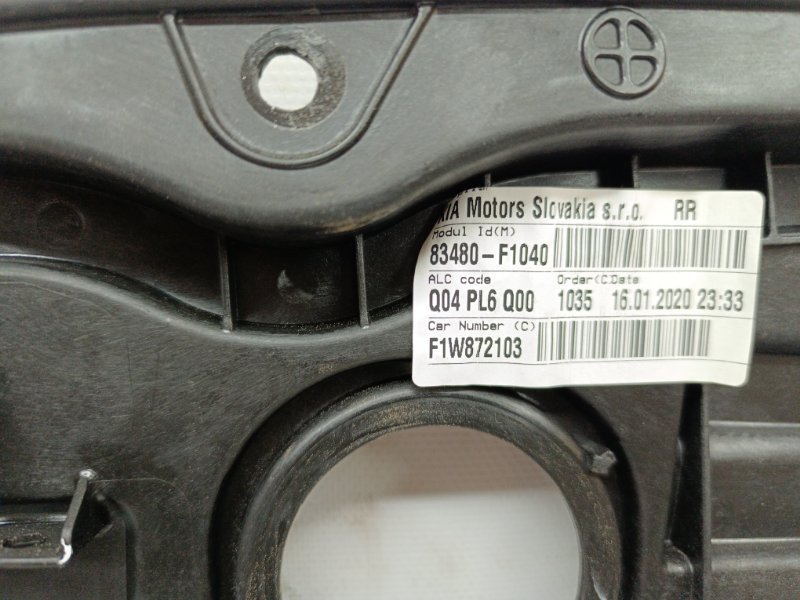 KIA Motors Slovakia s.r.o. RR
Modul Id(M)
83480-F1040
ALC code Order(C)Date
Q04 PL6 Q00 1035 16.01.2020 23:33
Car Number (C)
F1W872103